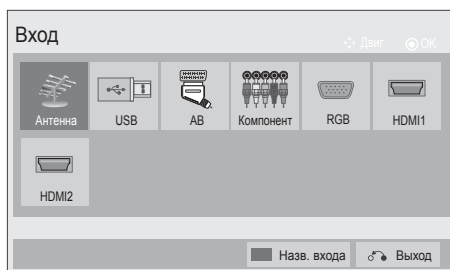 Вход
Двиг OK
Антенна USB АВ Компонент RGB HDMI1
HDMI2
Назв. входа Выход